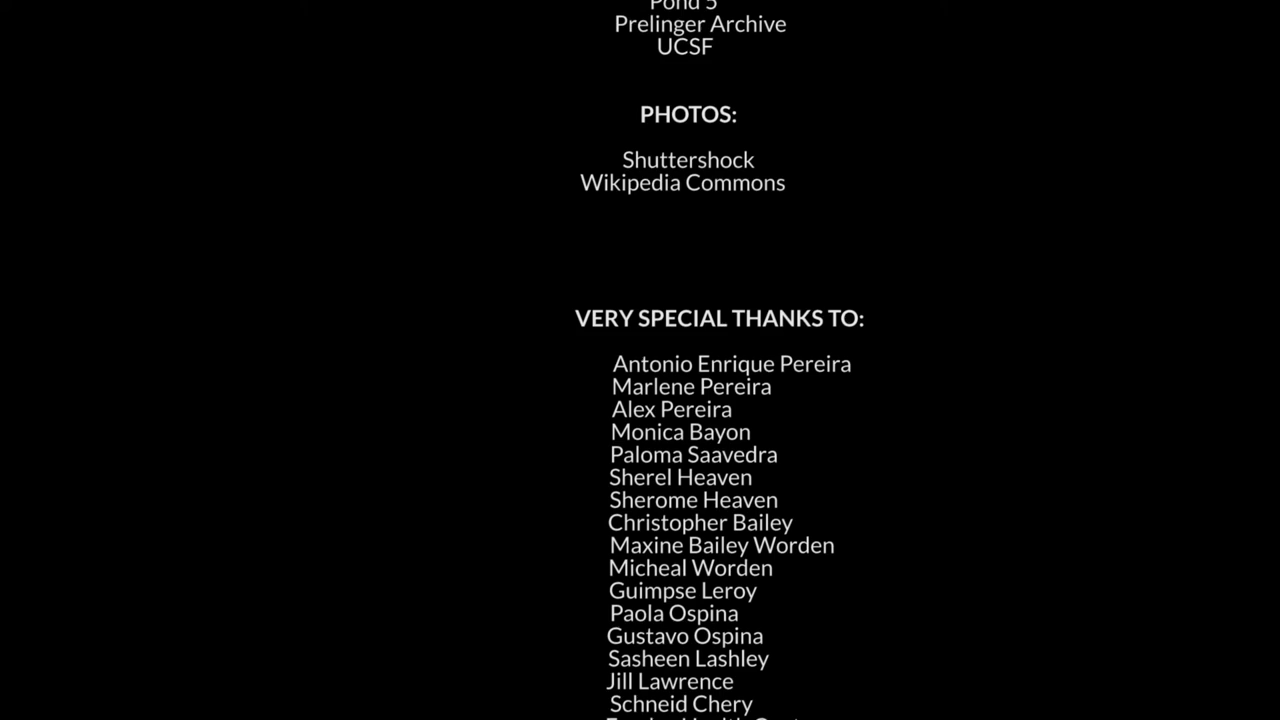 Pond 5
Prelinger Archive
UCSF
PHOTOS:
Shuttershock
Wikipedia Commons
VERY SPECIAL THANKS TO:
Antonio Enrique Pereira
Marlene Pereira
Alex Pereira
Monica Bayon
Paloma Saavedra
Sherel Heaven
Sherome Heaven
Christopher Bailey
Maxine Bailey Worden
Micheal Worden
Guimpse Leroy
Paola Ospina
Gustavo Ospina
Sasheen Lashley
Jill Lawrence
Schneid Chery